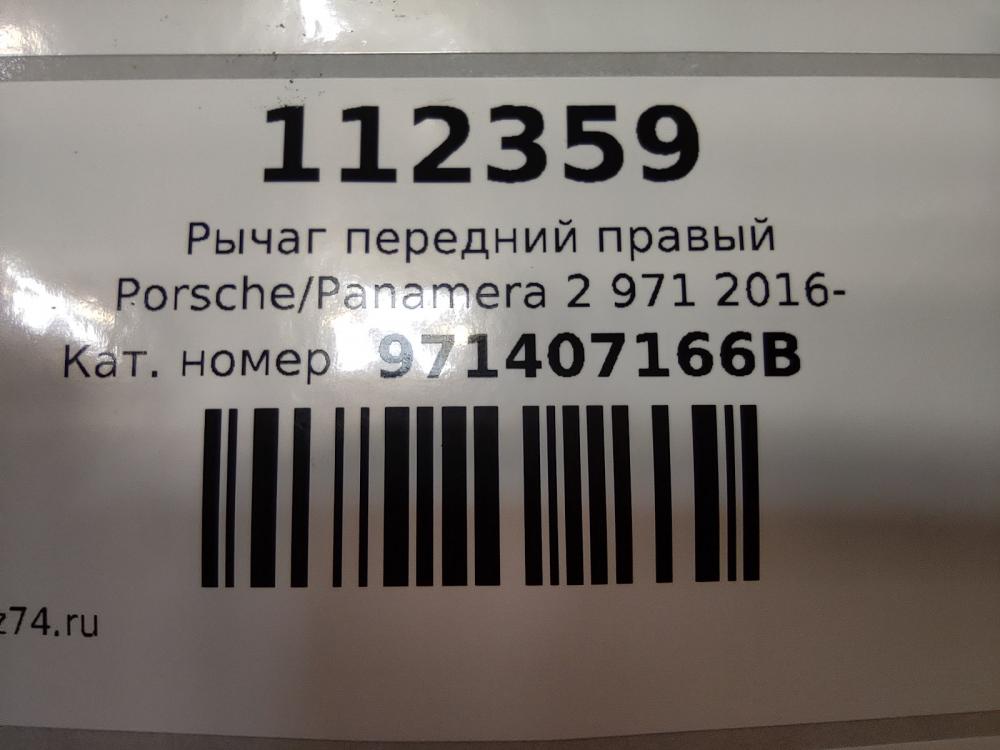 112359
Рычаг передний правый
Porsche/Panamera 2 971 2016-
Кат. номер 971407166B
z74.ru